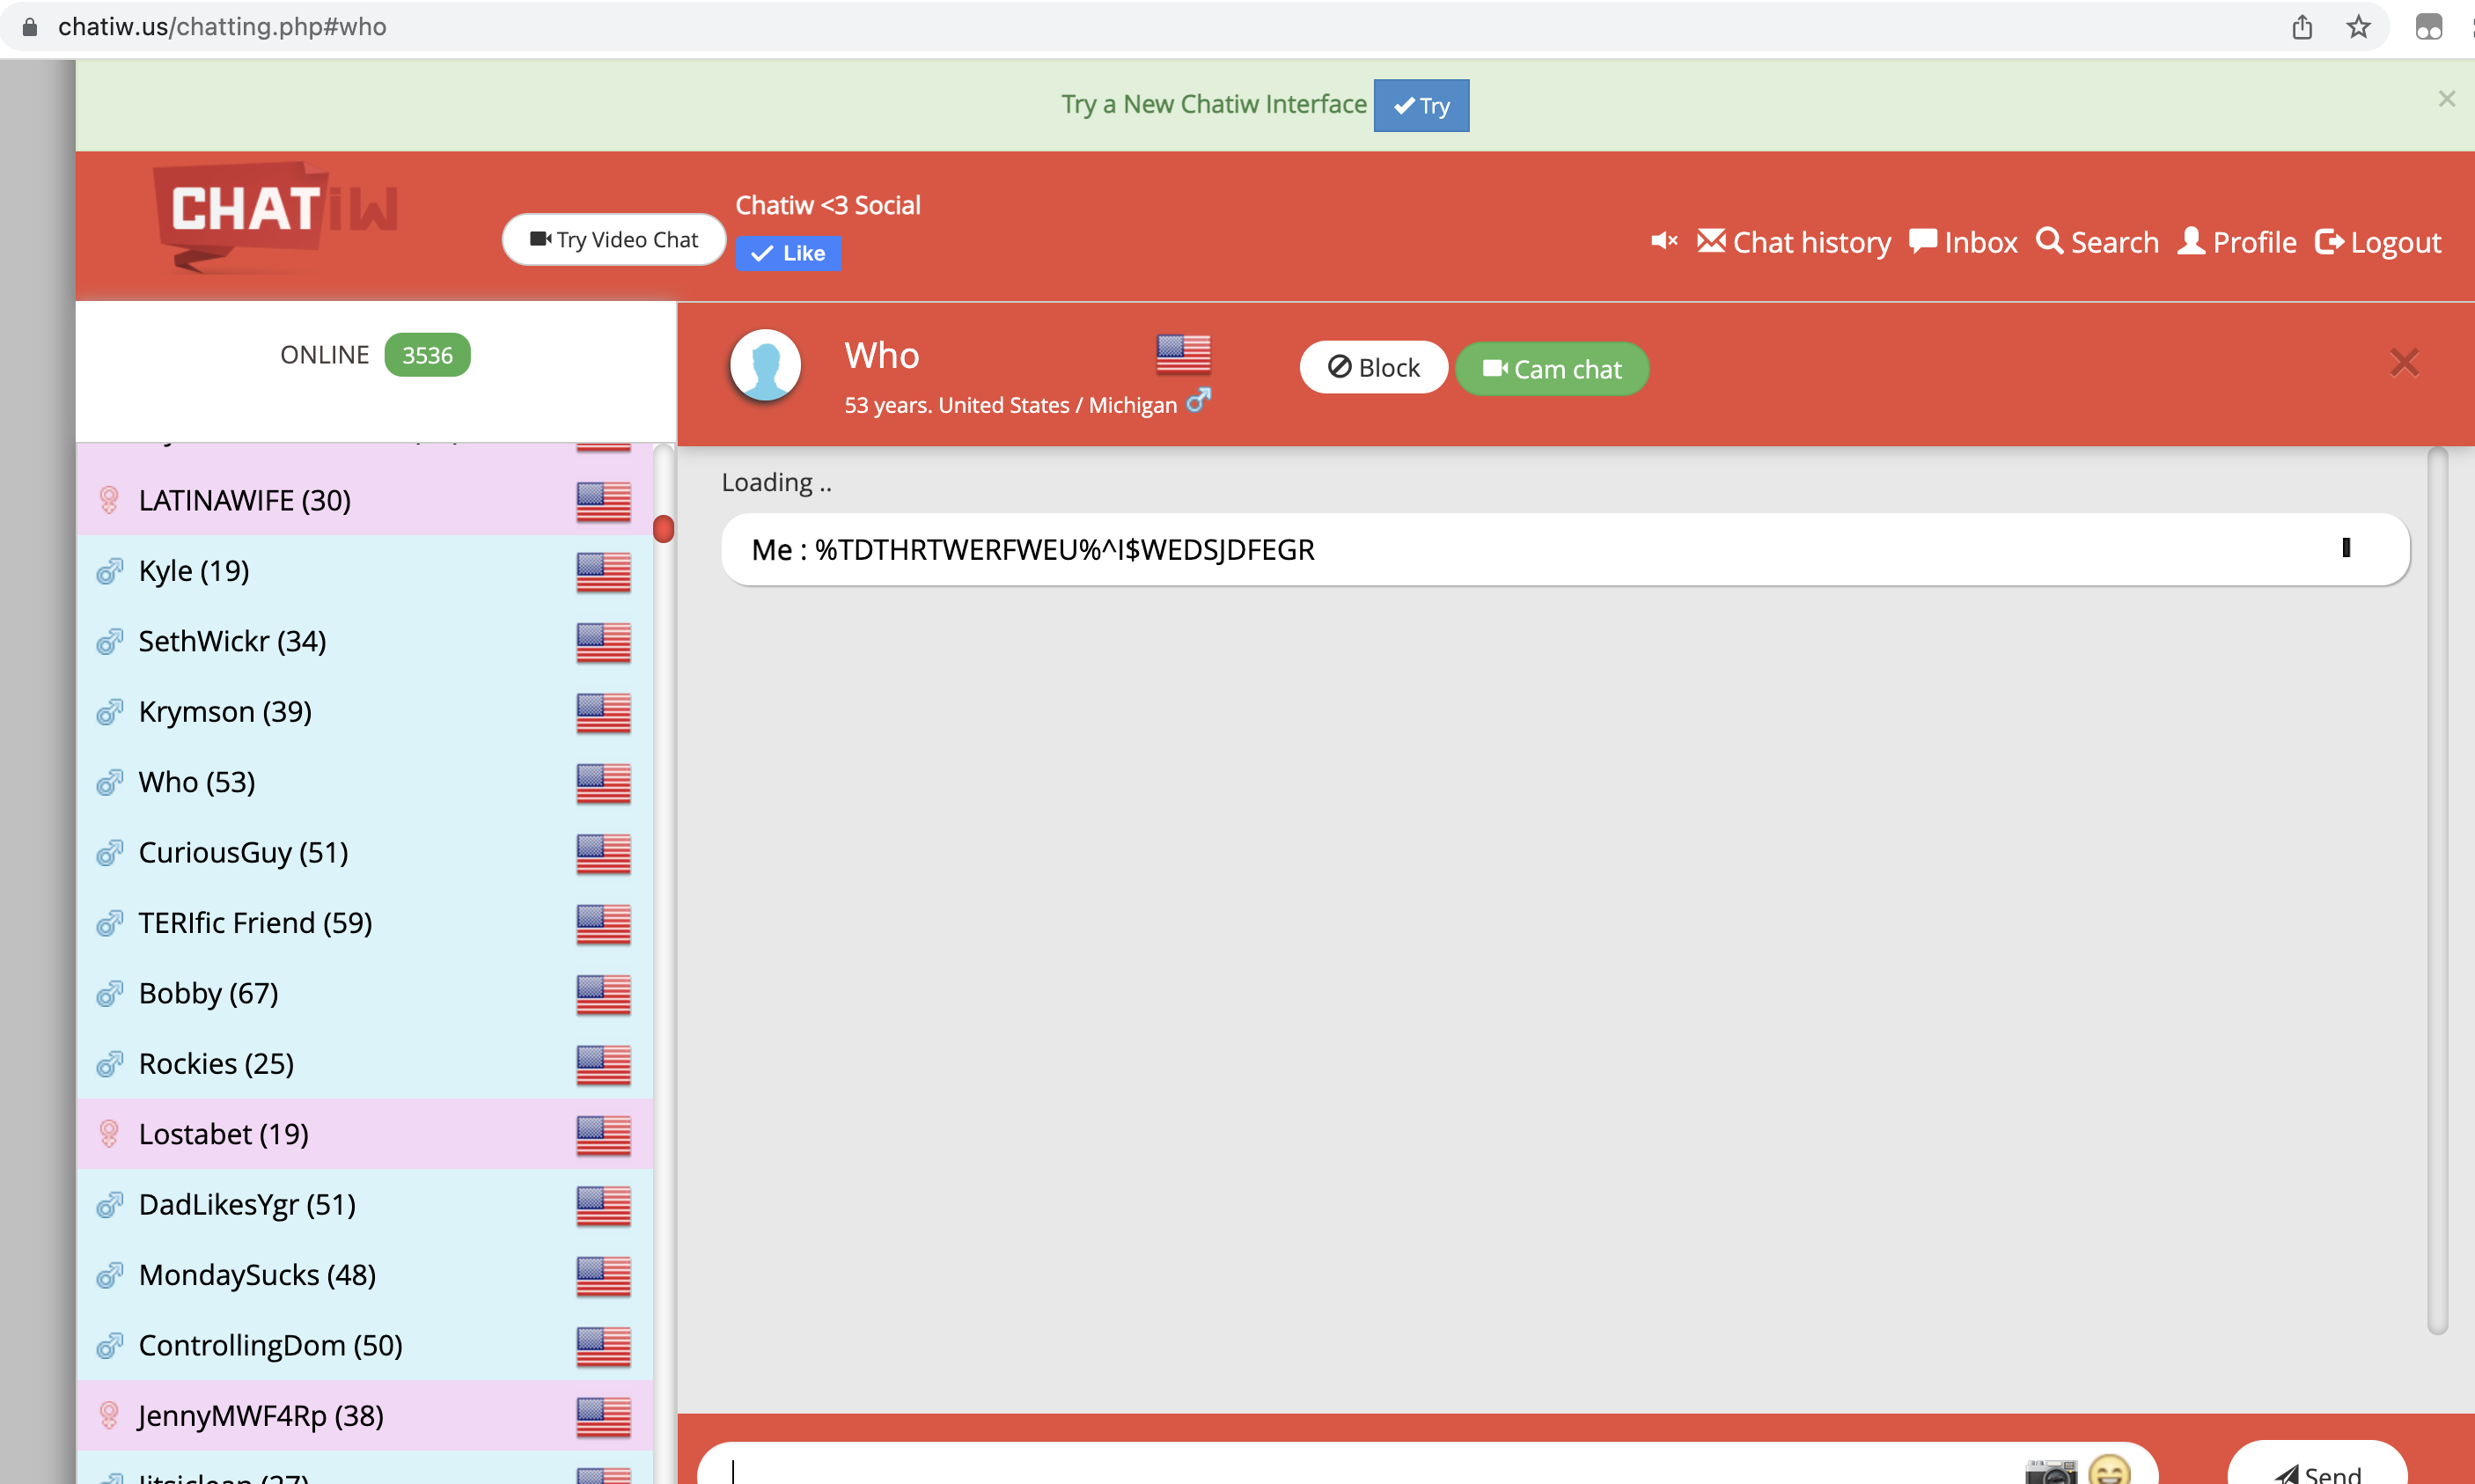 chatiw.us/chatting.php#who
Try a New Chatiw Interface Try
CHATiW
Try Video Chat
Chatiw <3 Social
Like
Chat history Inbox Search Profile Logout
ONLINE 3536
Who
53 years. United States / Michigan
Block Cam chat
LATINAWIFE (30)
Kyle (19)
SethWickr (34)
Krymson (39)
Who (53)
CuriousGuy (51)
TERIfic Friend (59)
Bobby (67)
Rockies (25)
Lostabet (19)
DadLikesYgr (51)
MondaySucks (48)
ControllingDom (50)
JennyMWF4Rp (38)
Loading ..
Me : %TDTHRTWERFWEU%^I$WEDSJDFEGR
Send